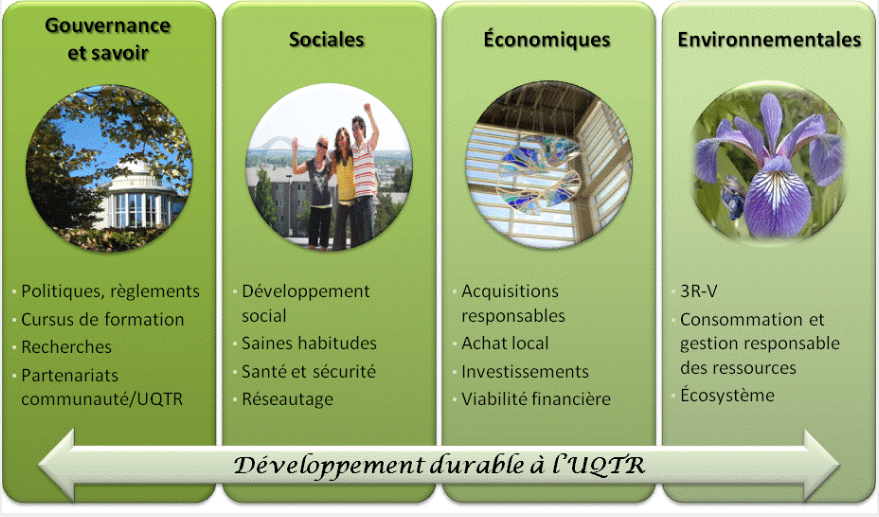 Gouvernance
et savoir
Politiques, règlements
Cursus de formation
Recherches
Partenariats
communauté/UQTR
Sociales
Développement
social
Saines habitudes
Santé et sécurité
Réseautage
Économiques
Acquisitions
responsables
Achat local
Investissements
Viabilité financière
Environnementales
3R-V
Consommation et
gestion responsable
des ressources
Écosystème
Développement durable à l'UQTR